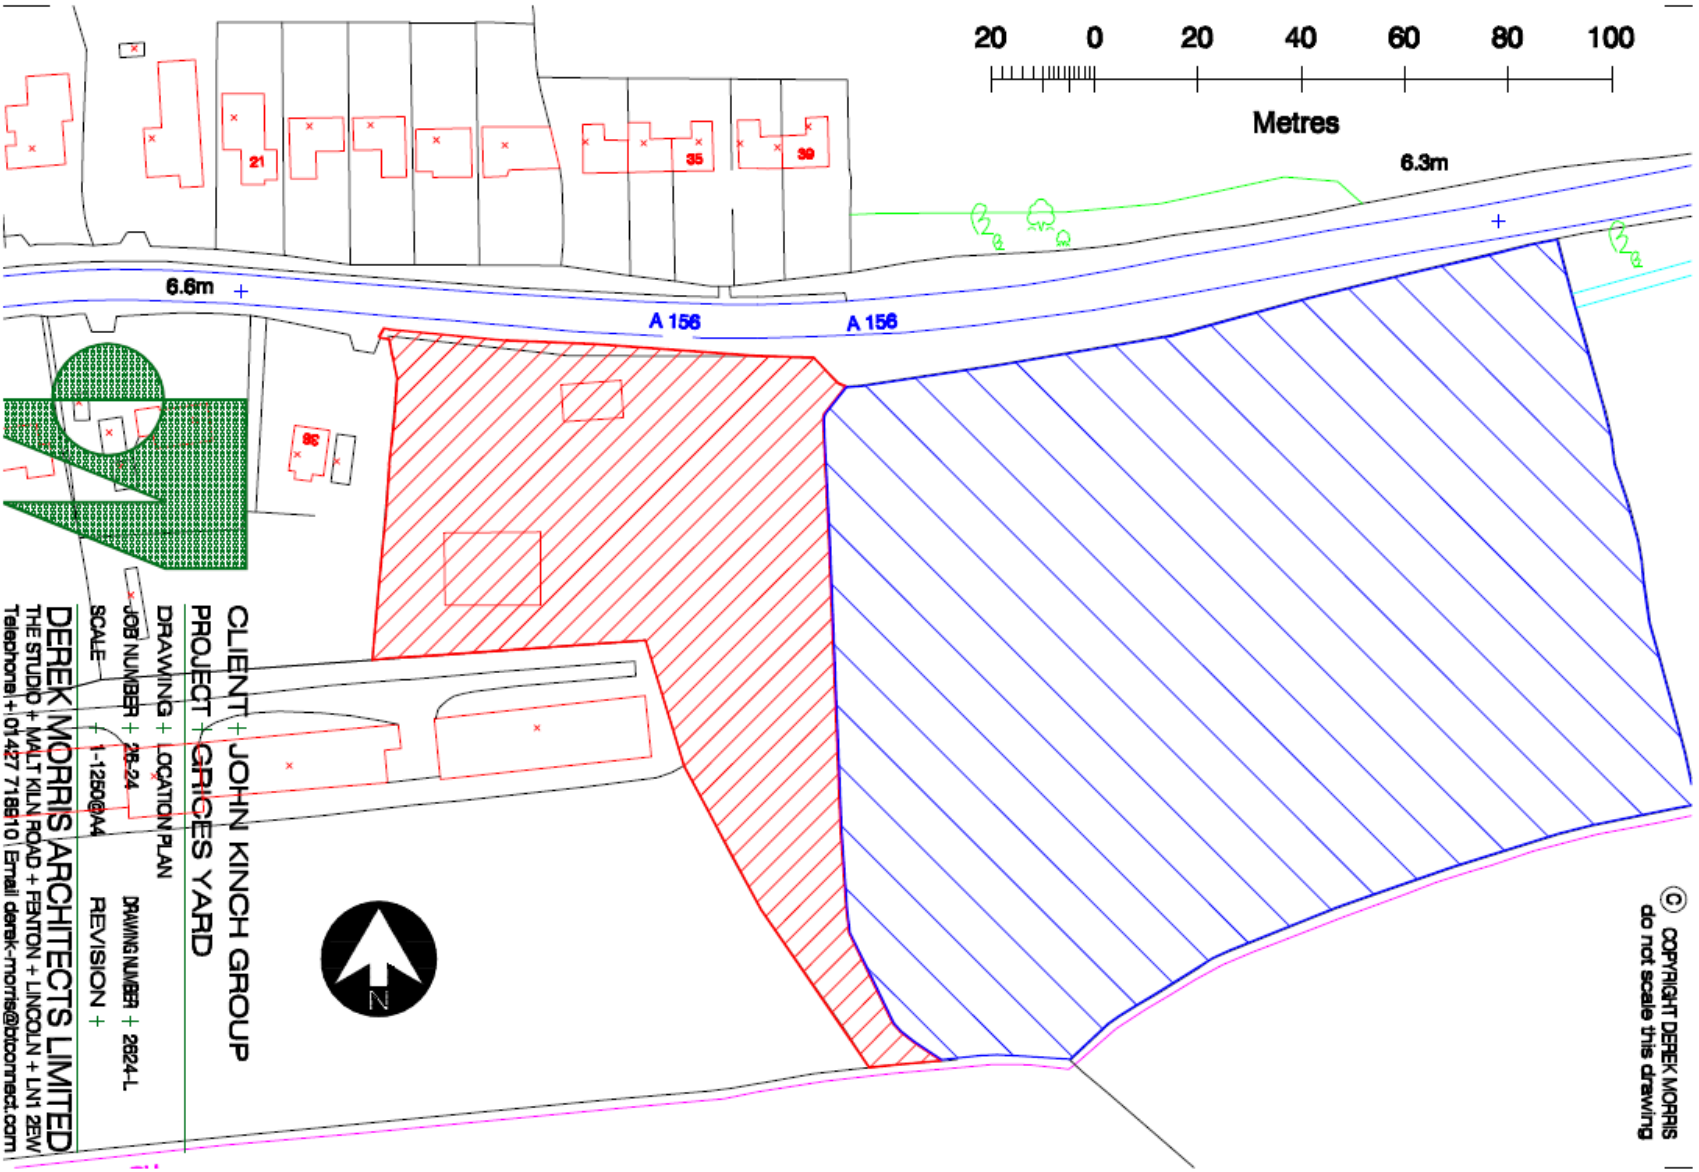 20 0 20 40 60 80 100
Metres
6.3m
21
35
39
6.6m
A 156
A 156
36
CLIENT + JOHN KINCH GROUP
PROJECT + GRICES YARD
DRAWING + LOCATION PLAN
JOB NUMBER + 26-24 DRAWING NUMBER + 2624-L
SCALE + 1-1250@A4 REVISION +
DEREK MORRIS ARCHITECTS LIMITED
THE STUDIO + MALT KILN ROAD + FENTON + LINCOLN + LN1 2EW
Telephone + 01427 718910 Email derek-morris@btconnect.com
N
© COPYRIGHT DEREK MORRIS
do not scale this drawing